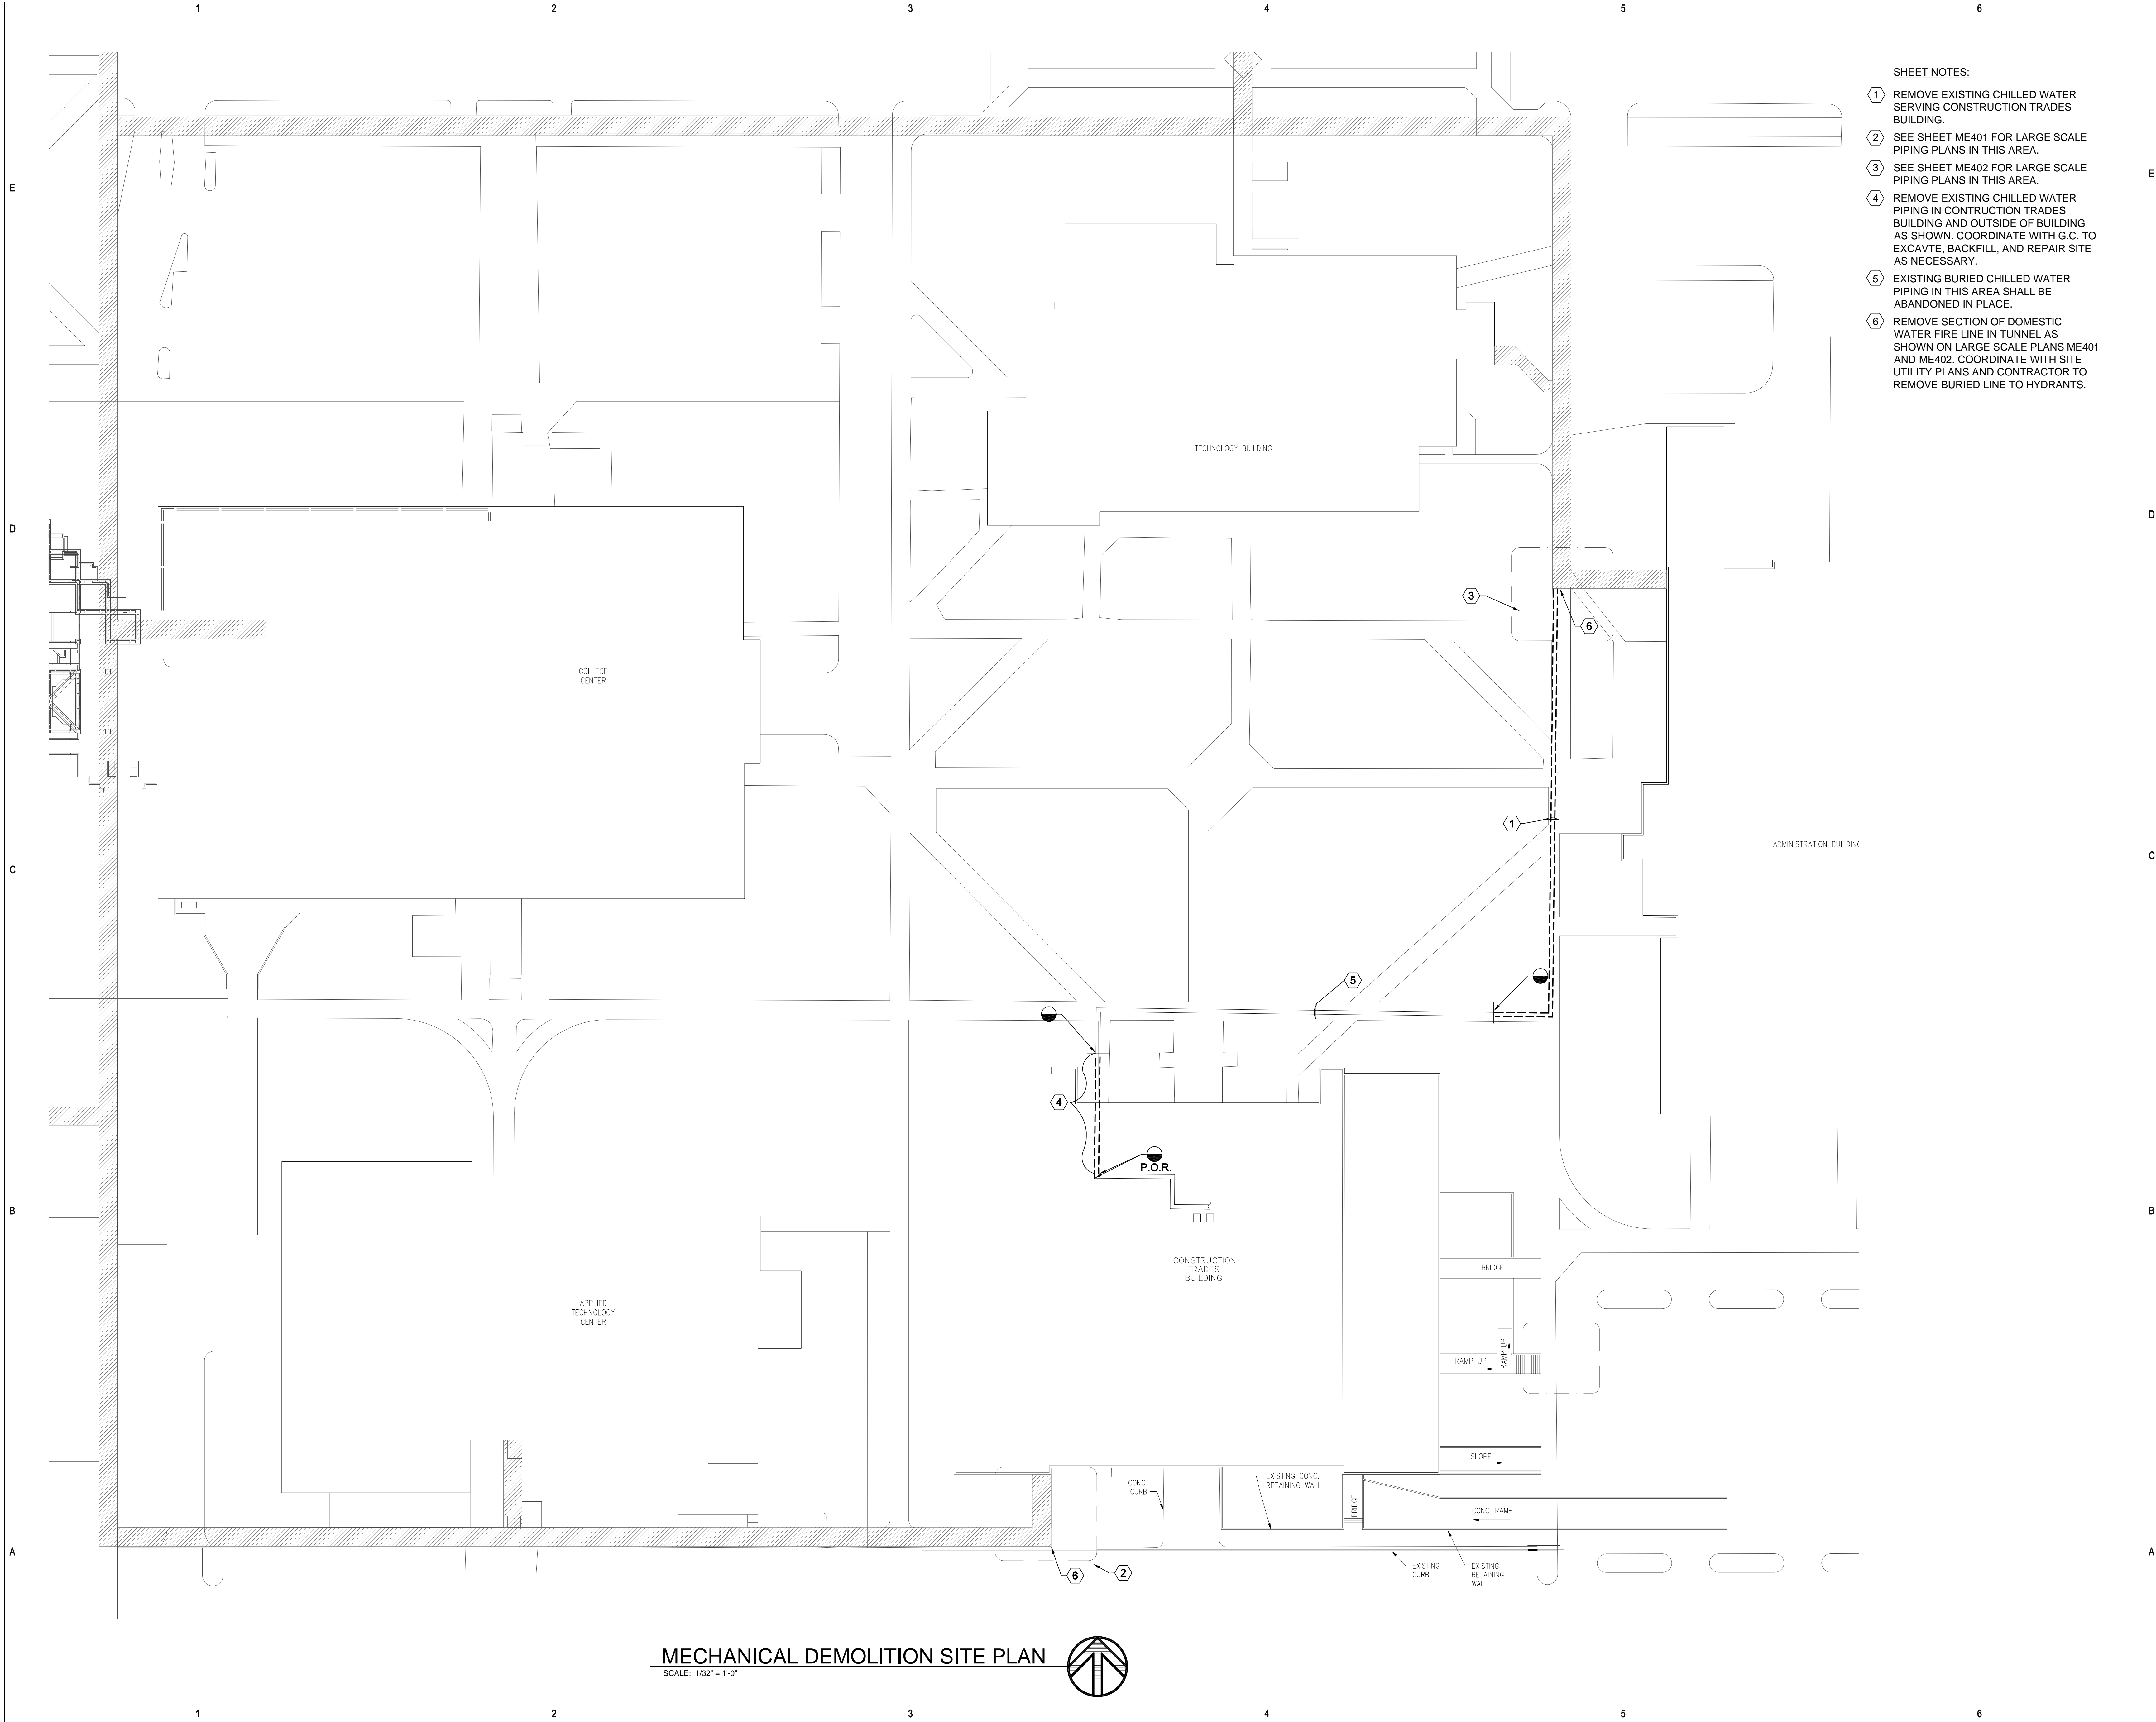 1 2 3 4 5 6
SHEET NOTES:
1 REMOVE EXISTING CHILLED WATER
SERVING CONSTRUCTION TRADES
BUILDING.
2 SEE SHEET ME401 FOR LARGE SCALE
PIPING PLANS IN THIS AREA.
3 SEE SHEET ME402 FOR LARGE SCALE
PIPING PLANS IN THIS AREA.
4 REMOVE EXISTING CHILLED WATER
PIPING IN CONTRUCTION TRADES
BUILDING AND OUTSIDE OF BUILDING
AS SHOWN. COORDINATE WITH G.C. TO
EXCAVTE, BACKFILL, AND REPAIR SITE
AS NECESSARY.
5 EXISTING BURIED CHILLED WATER
PIPING IN THIS AREA SHALL BE
ABANDONED IN PLACE.
6 REMOVE SECTION OF DOMESTIC
WATER FIRE LINE IN TUNNEL AS
SHOWN ON LARGE SCALE PLANS ME401
AND ME402. COORDINATE WITH SITE
UTILITY PLANS AND CONTRACTOR TO
REMOVE BURIED LINE TO HYDRANTS.
E E
TECHNOLOGY BUILDING
D D
3
6
COLLEGE
CENTER
1
ADMINISTRATION BUILDING
C C
5
4
P.O.R.
B B
CONSTRUCTION
TRADES
BUILDING
BRIDGE
APPLIED
TECHNOLOGY
CENTER
RAMP UP
RAMP UP
SLOPE
CONC.
CURB
EXISTING CONC.
RETAINING WALL
BRIDGE
CONC. RAMP
A A
EXISTING
CURB
EXISTING
RETAINING
WALL
6
2
MECHANICAL DEMOLITION SITE PLAN
SCALE: 1/32" = 1'-0"
1 2 3 4 5 6